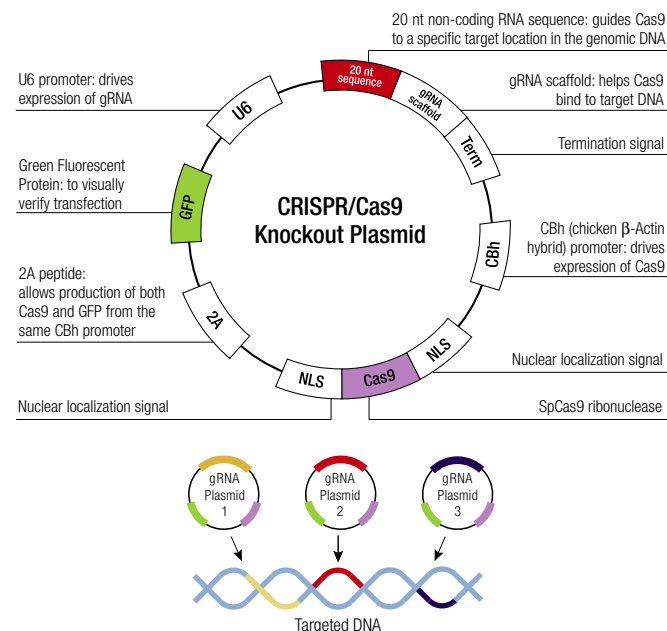 20 nt non-coding RNA sequence: guides Cas9
to a specific target location in the genomic DNA
U6 promoter: drives
expression of gRNA
20 nt
sequence
gRNA
scaffold
gRNA scaffold: helps Cas9
bind to target DNA
U6
Term
Termination signal
Green Fluorescent
Protein: to visually
verify transfection
GFP
CRISPR/Cas9
Knockout Plasmid
CBh
CBh (chicken β-Actin
hybrid) promoter: drives
expression of Cas9
2A peptide:
allows production of both
Cas9 and GFP from the
same CBh promoter
2A
NLS
Cas9
NLS
Nuclear localization signal
Nuclear localization signal
SpCas9 ribonuclease
gRNA
Plasmid
1
gRNA
Plasmid
2
gRNA
Plasmid
3
Targeted DNA